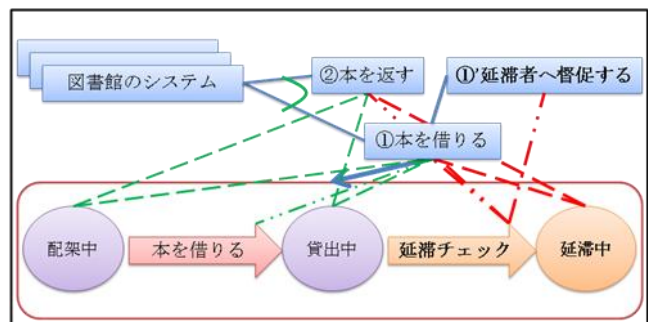 図書館のシステム
②本を返す
①’延滞者へ督促する
①本を借りる
配架中
本を借りる
貸出中
延滞チェック
延滞中